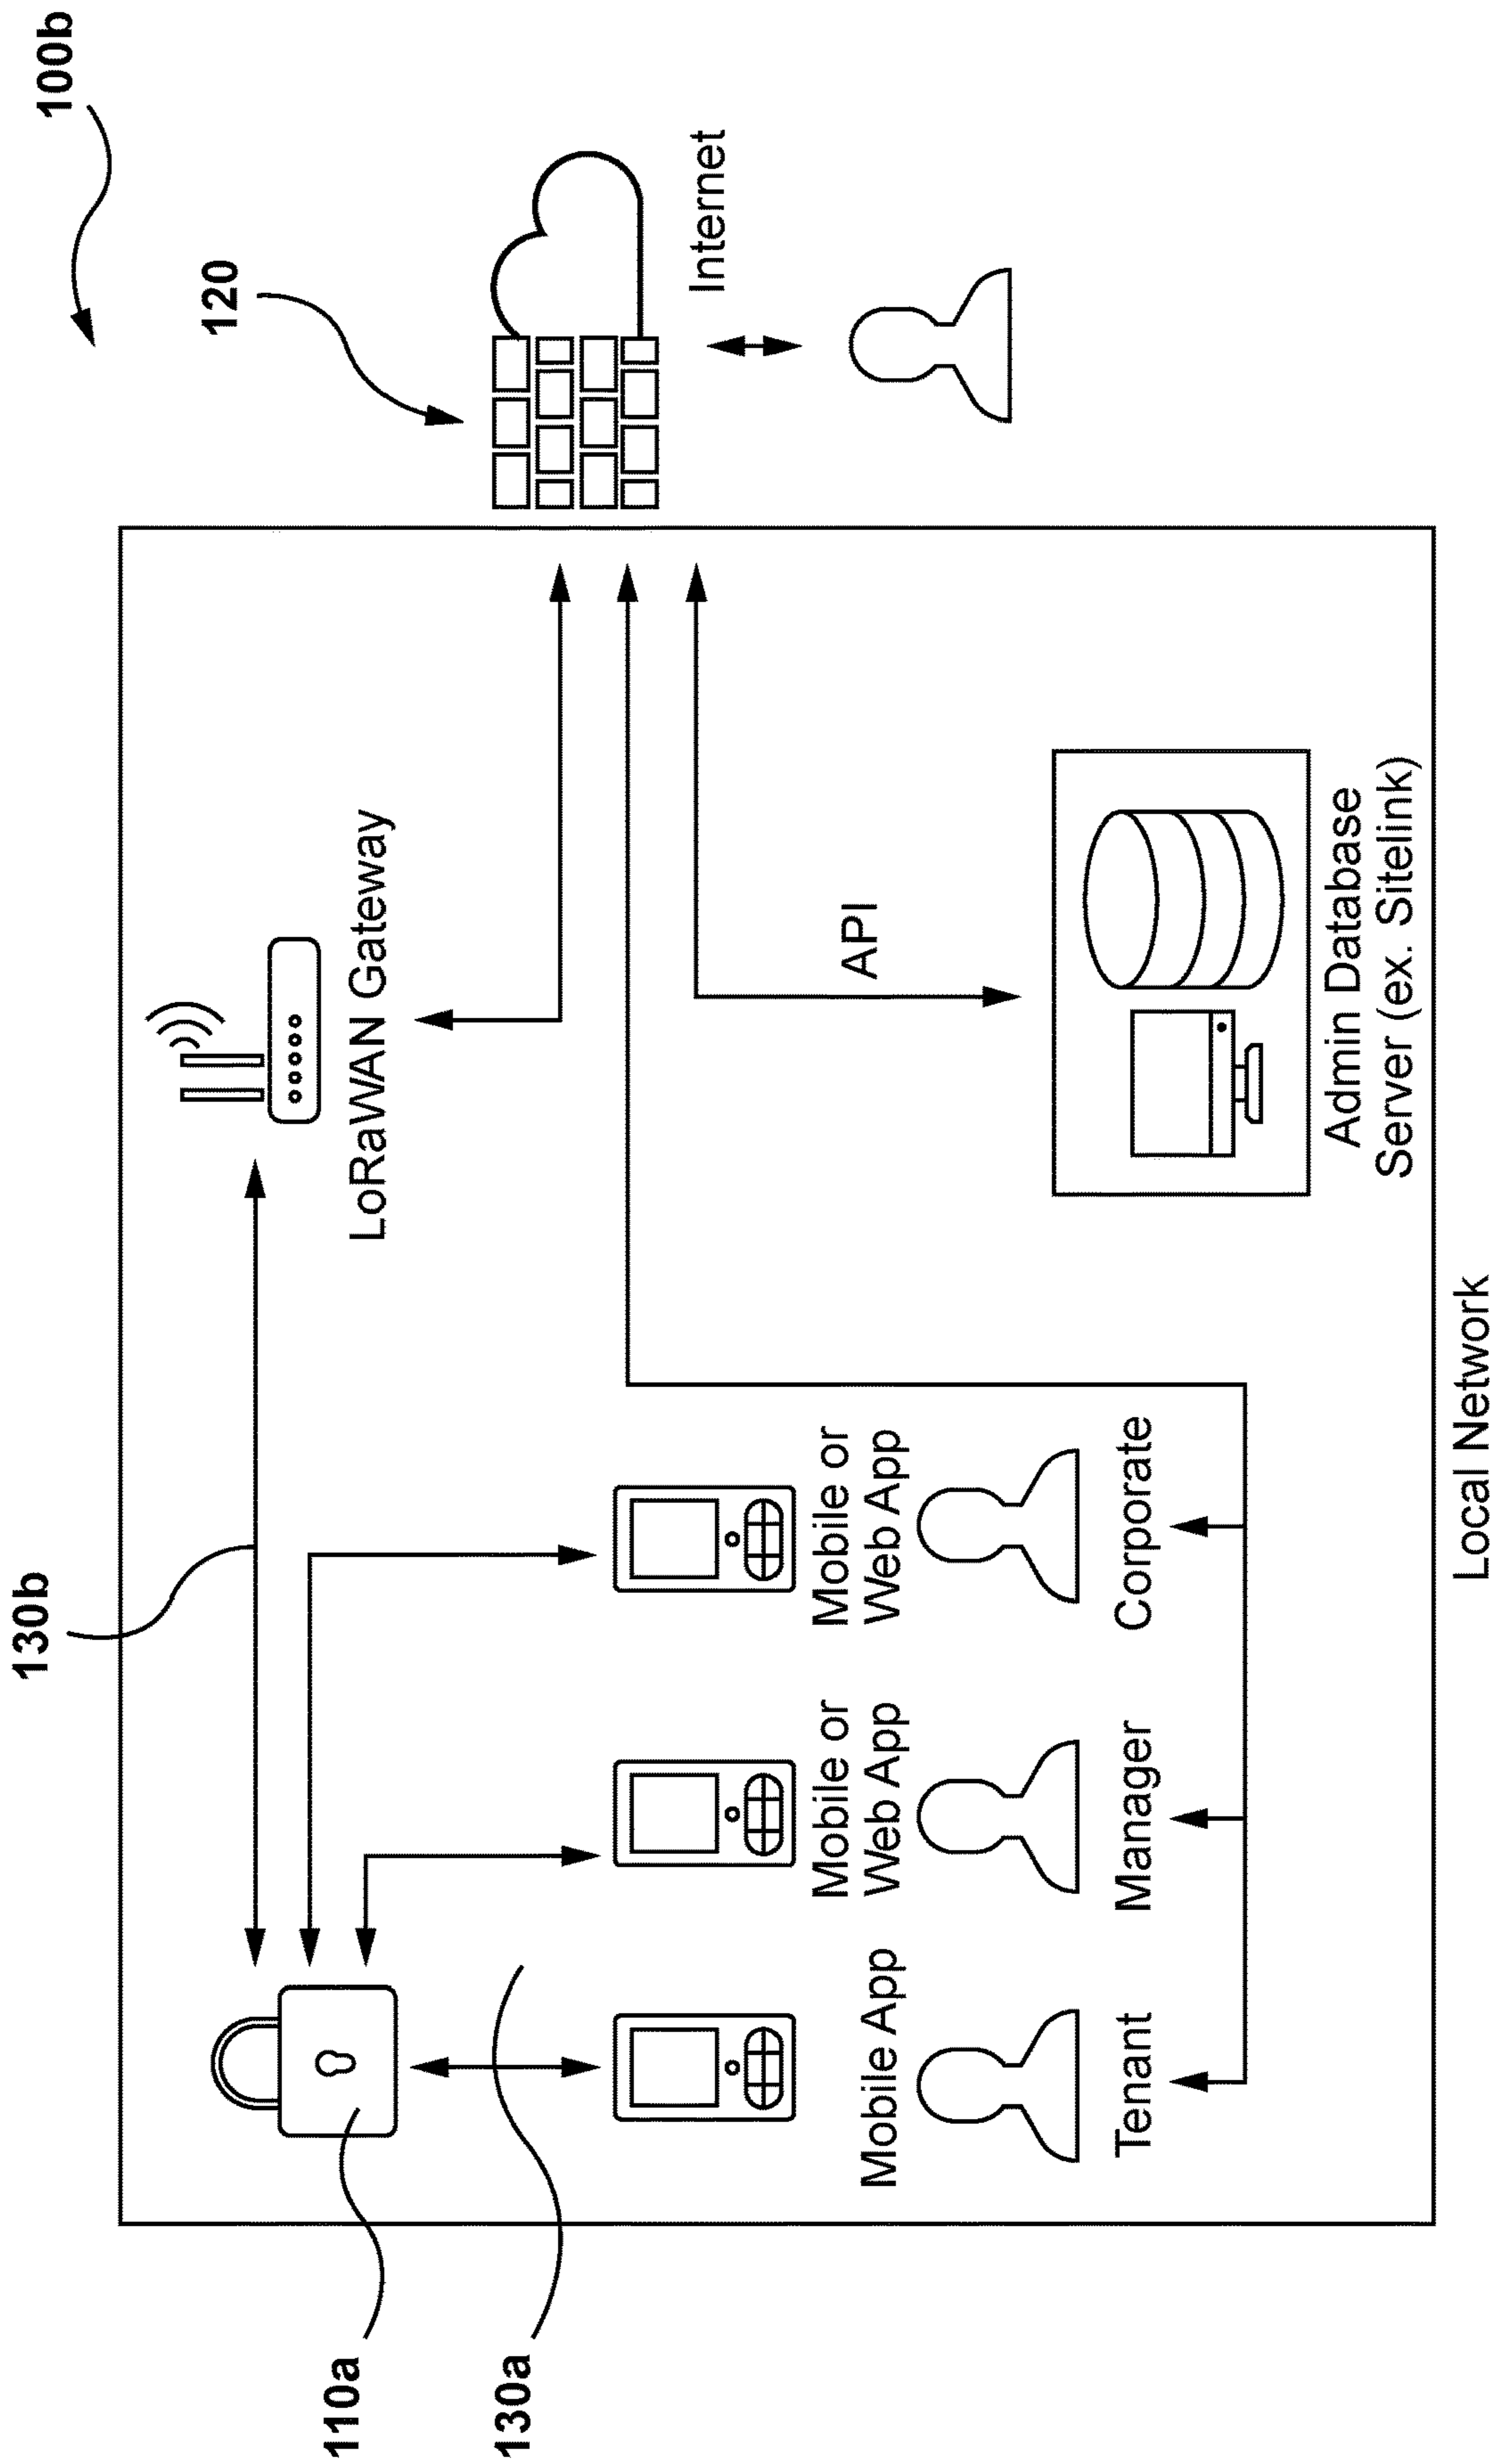 100b
120
130b
Internet
LoRaWAN Gateway
API
Mobile App
Mobile or
Web App
Mobile or
Web App
Tenant
Manager
Corporate
Admin Database
Server (ex. Sitelink)
110a
130a
Local Network